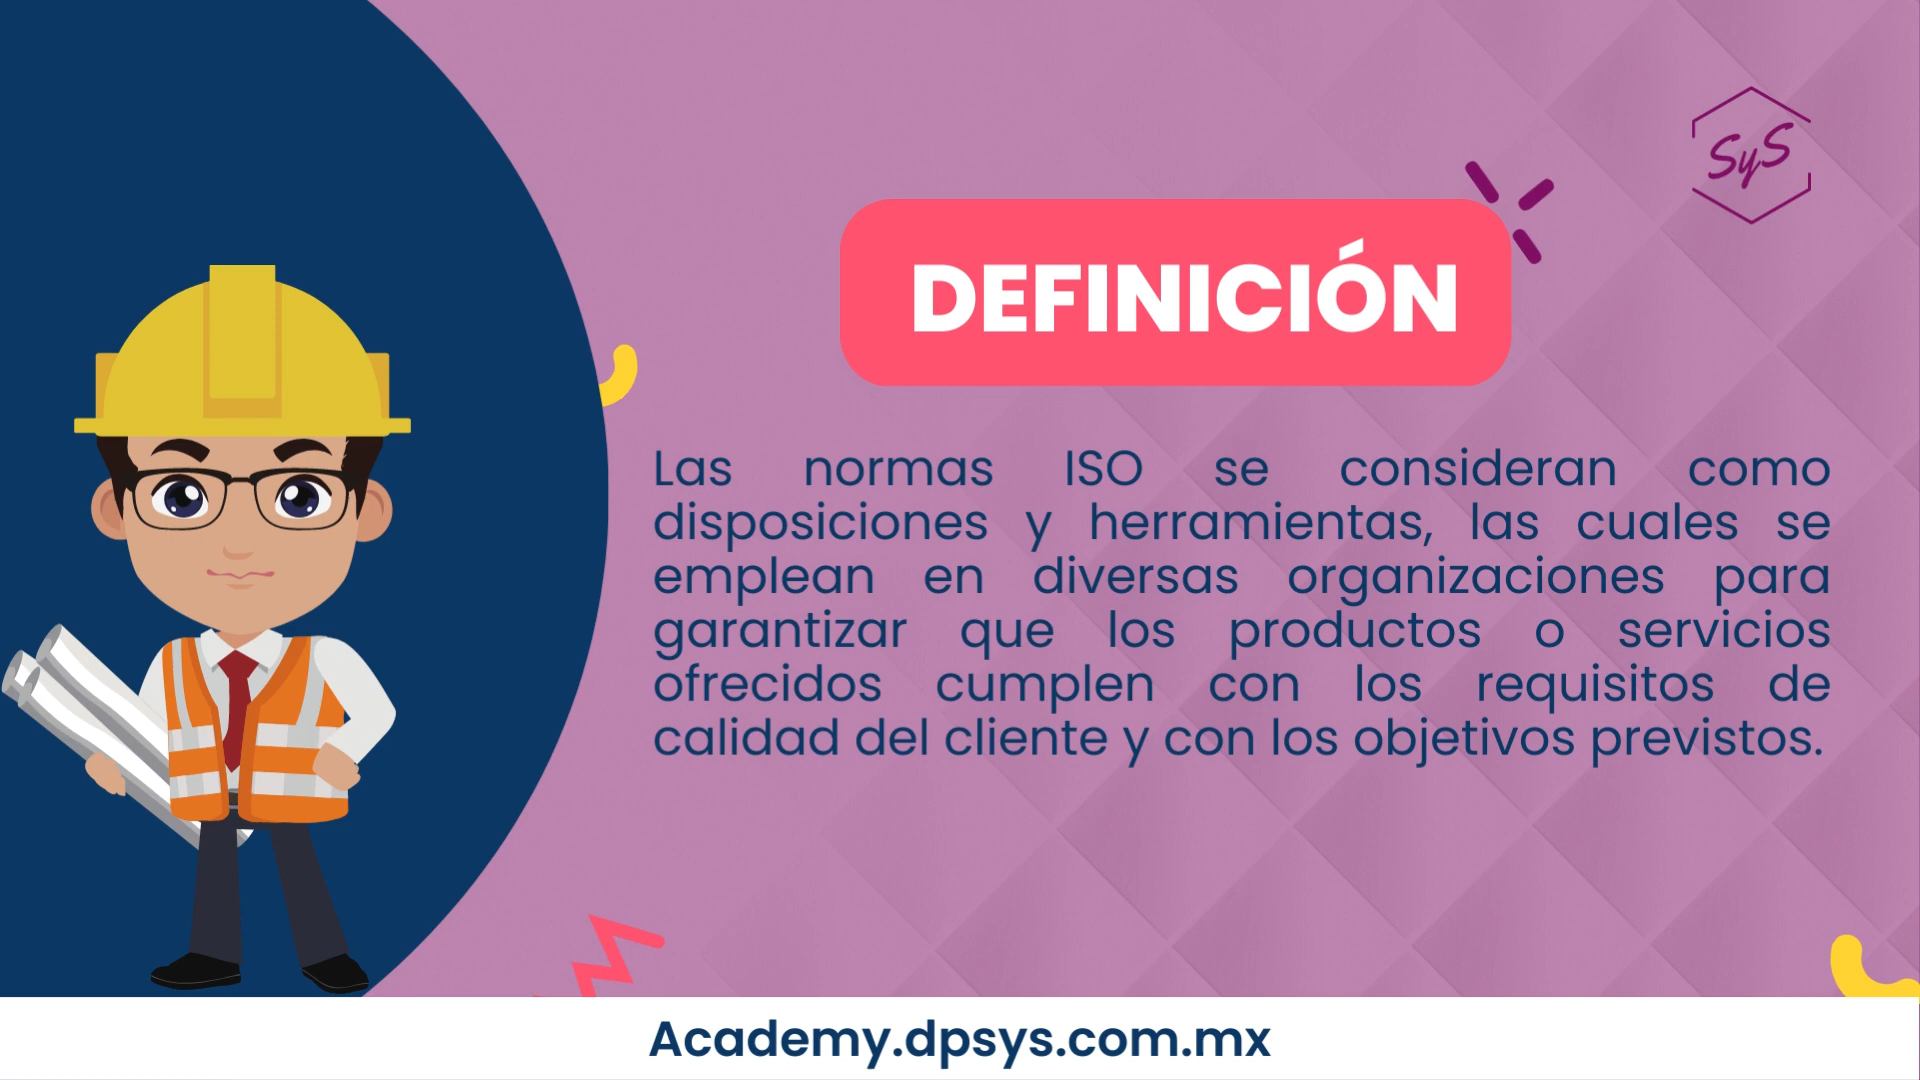 SyS
DEFINICIÓN
Las normas ISO se consideran como
disposiciones y herramientas, las cuales se
emplean en diversas organizaciones para
garantizar que los productos o servicios
ofrecidos cumplen con los requisitos de
calidad del cliente y con los objetivos previstos.
Academy.dpsys.com.mx